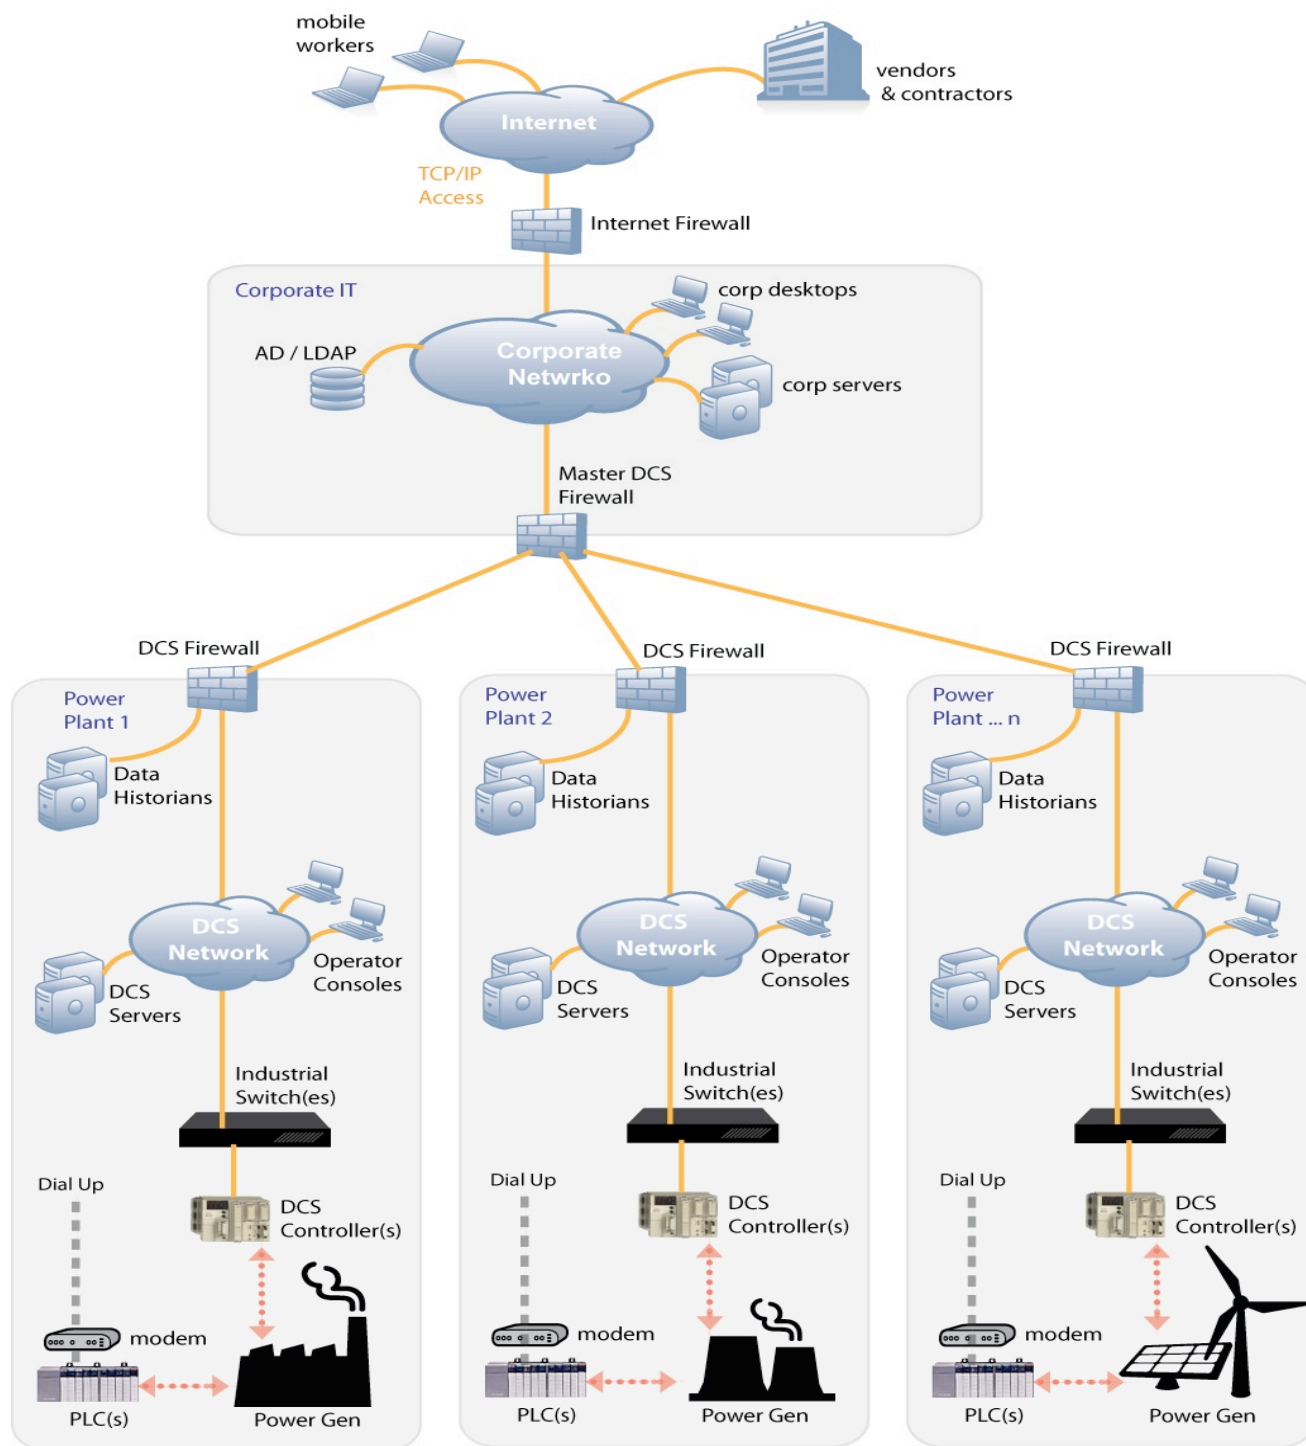 mobile
workers
vendors
& contractors
Internet
TCP/IP
Access
Internet Firewall
Corporate IT
corp desktops
AD / LDAP
Corporate
Netwrko
corp servers
Master DCS
Firewall
DCS Firewall
DCS Firewall
DCS Firewall
Power
Plant 1
Data
Historians
DCS
Network
Operator
Consoles
DCS
Servers
Industrial
Switch(es)
Dial Up
DCS
Controller(s)
modem
PLC(s)
Power Gen
Power
Plant 2
Data
Historians
DCS
Network
Operator
Consoles
DCS
Servers
Industrial
Switch(es)
Dial Up
DCS
Controller(s)
modem
PLC(s)
Power Gen
Power
Plant ... n
Data
Historians
DCS
Network
Operator
Consoles
DCS
Servers
Industrial
Switch(es)
Dial Up
DCS
Controller(s)
modem
PLC(s)
Power Gen